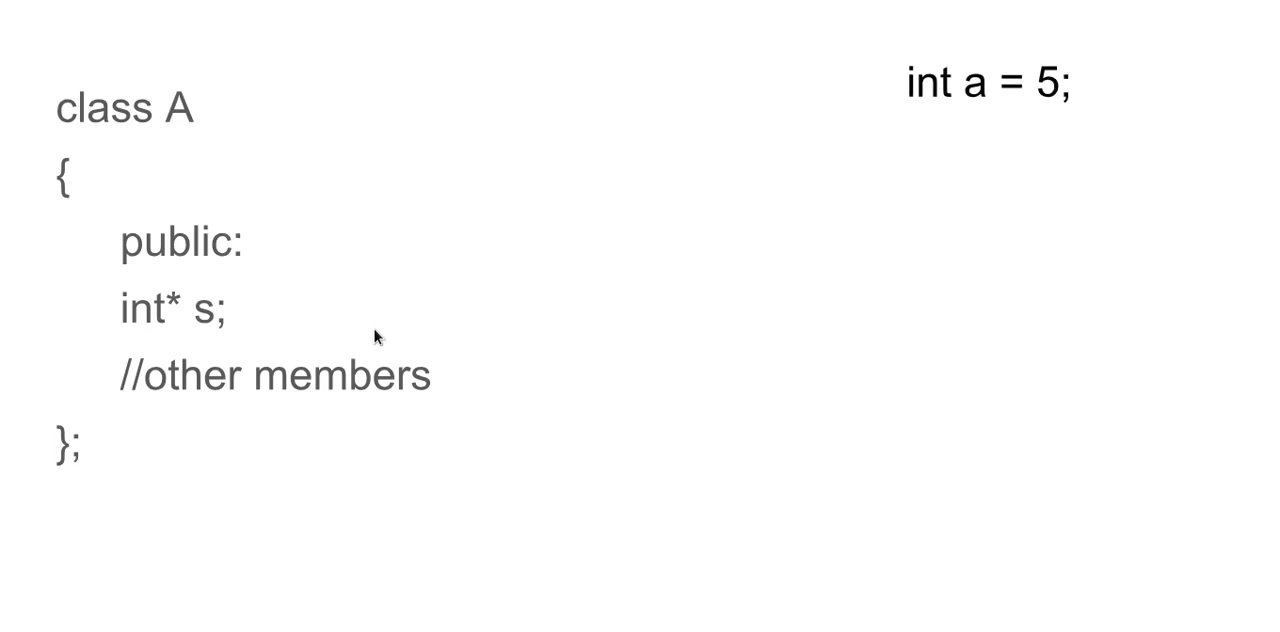 int a = 5;
class A
{
public:
int* s;
//other members
};